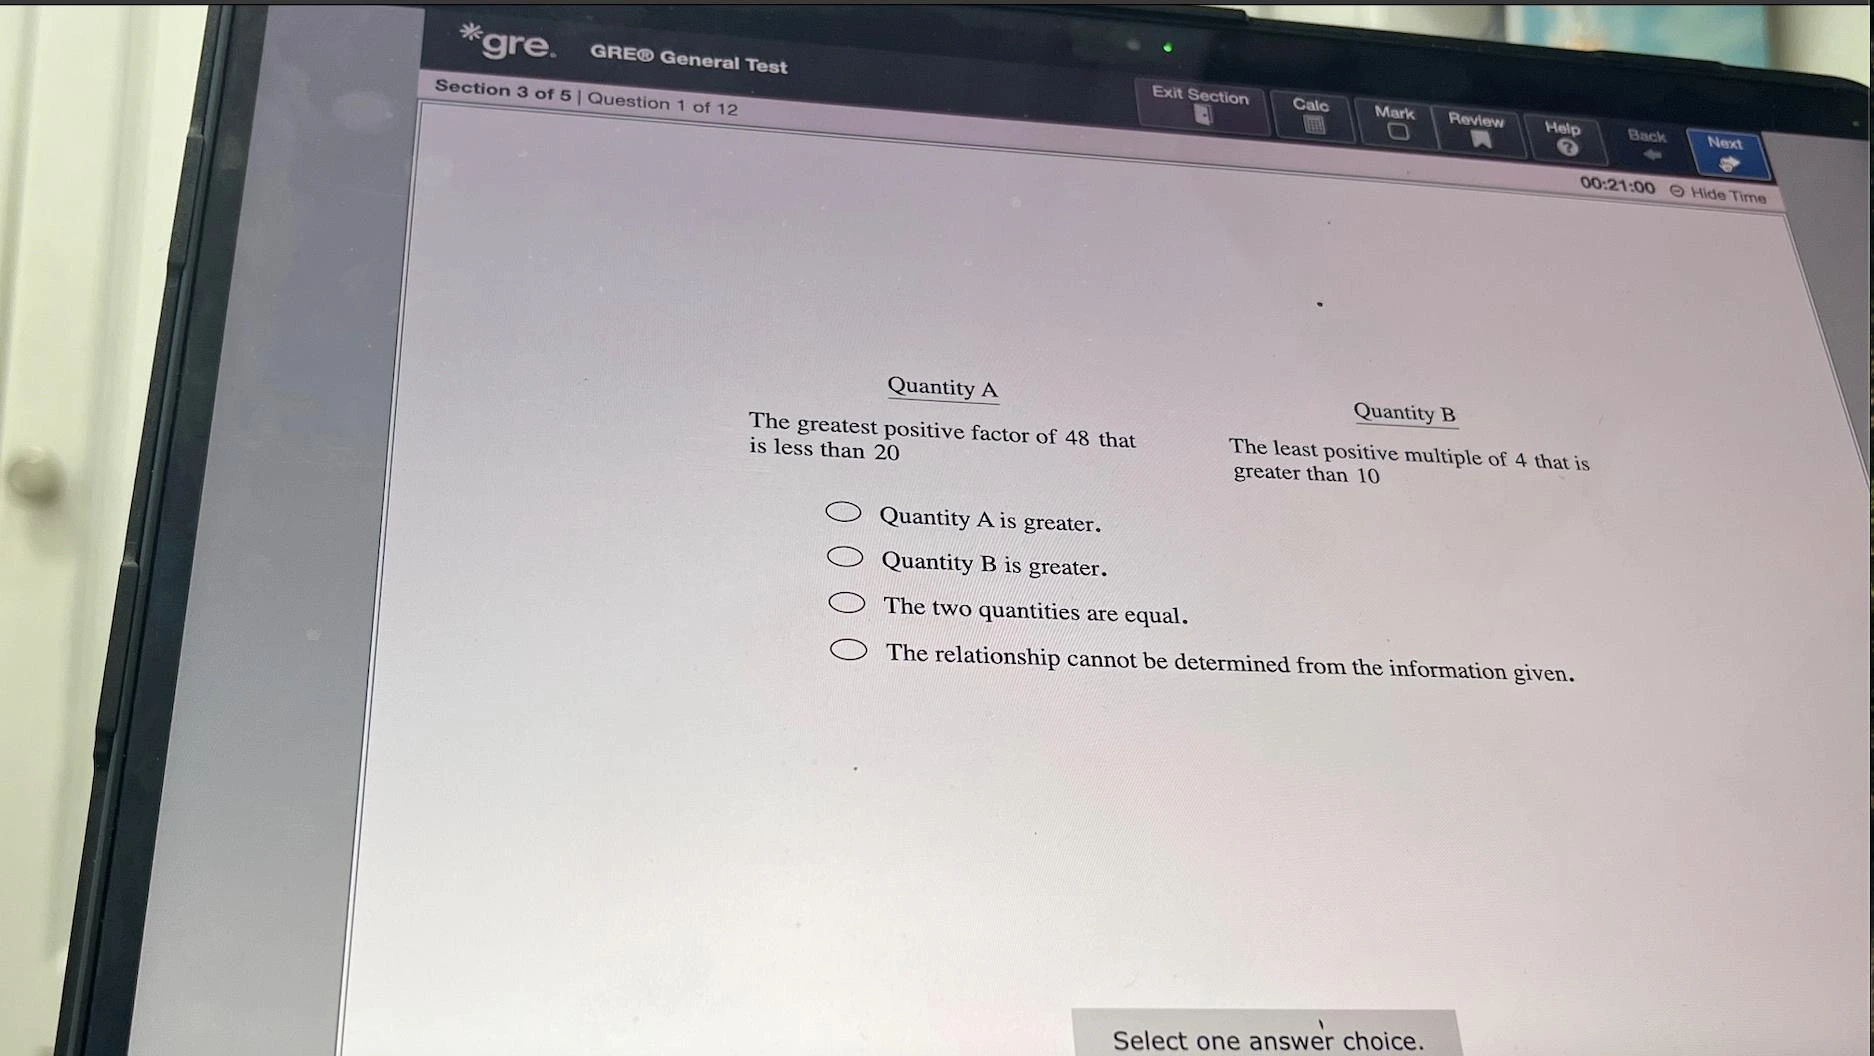 *gre.
GRE® General Test
Section 3 of 5 | Question 1 of 12
Exit Section
Calc
Mark
Review
Help
Back
Next
00:21:00 Hide Time
Quantity A
The greatest positive factor of 48 that
is less than 20
Quantity B
The least positive multiple of 4 that is
greater than 10
Quantity A is greater.
Quantity B is greater.
The two quantities are equal.
The relationship cannot be determined from the information given.
Select one answer choice.